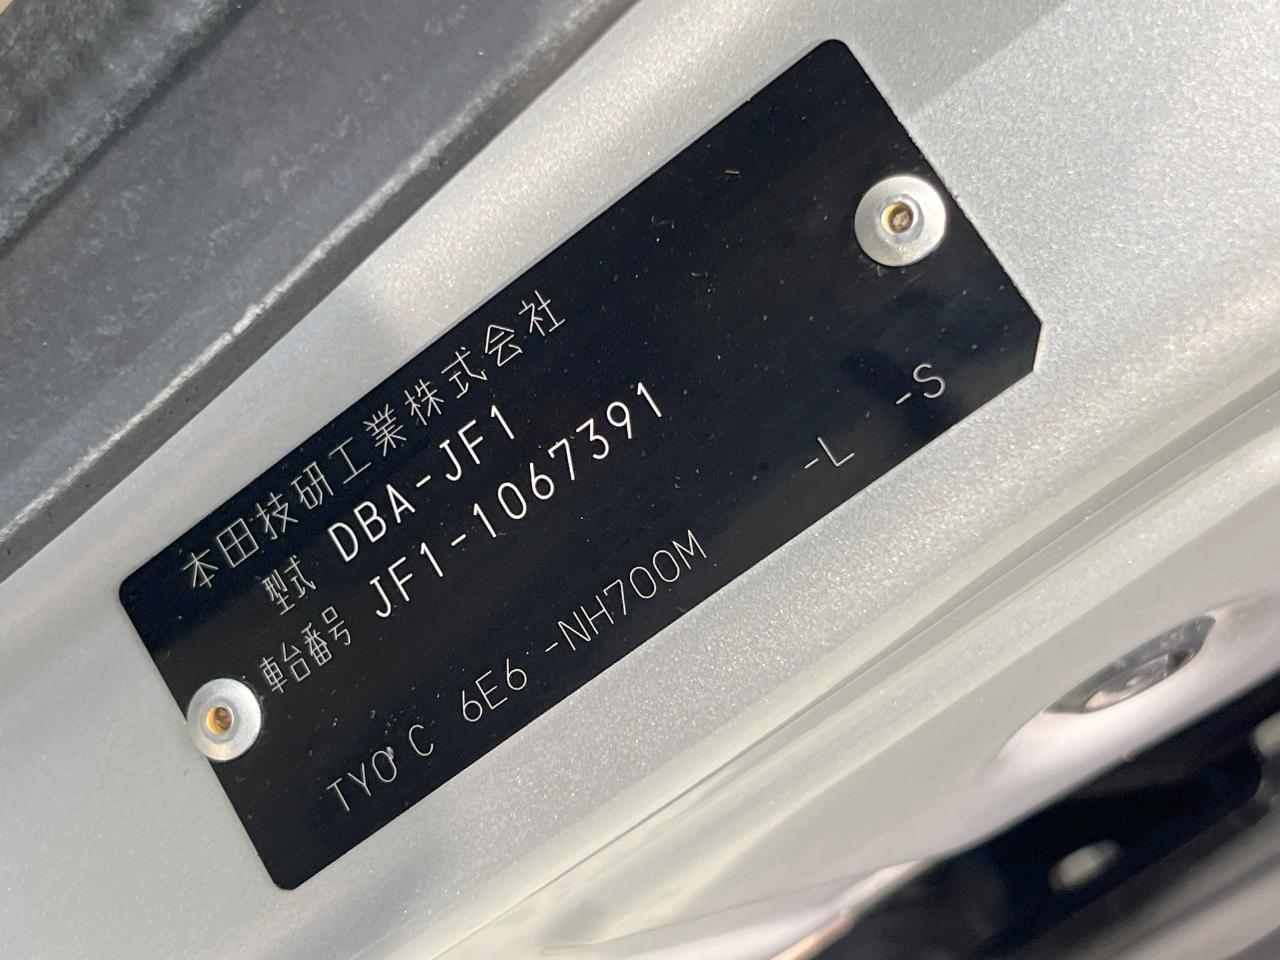 本田技研工業株式会社
型式 DBA-JF1
車台番号 JF1-1067391
TYO C 6E6 -NH700M -L -S